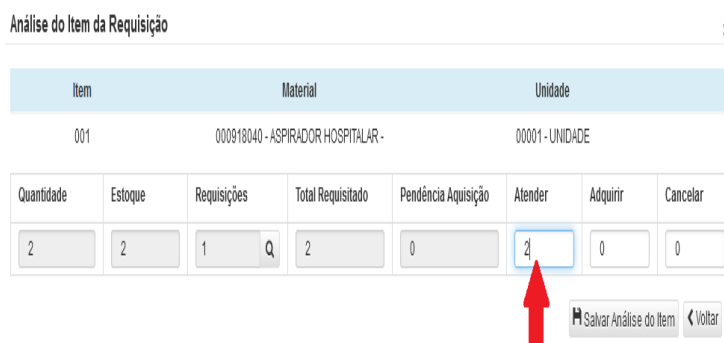 Análise do Item da Requisição
Item Material Unidade
001 000918040 - ASPIRADOR HOSPITALAR - 00001 - UNIDADE
Quantidade Estoque Requisições Total Requisitado Pendência Aquisição Atender Adquirir Cancelar
2 2 1 2 0 2 0 0
Salvar Análise do Item Voltar